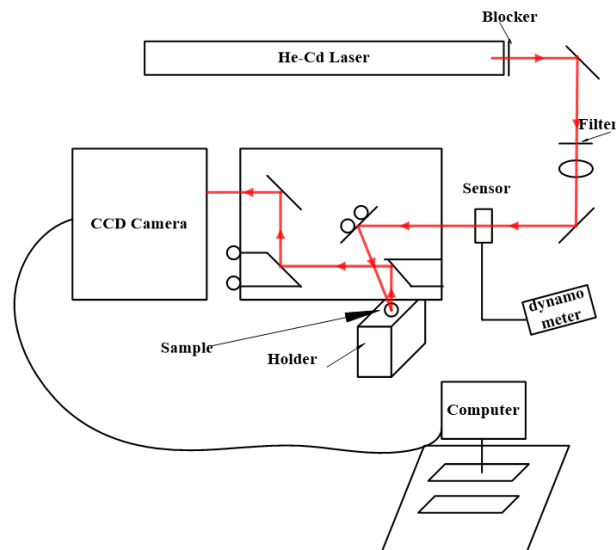 Blocker
He-Cd Laser
Filter
Sensor
CCD Camera
dynamo
meter
Sample
Holder
Computer